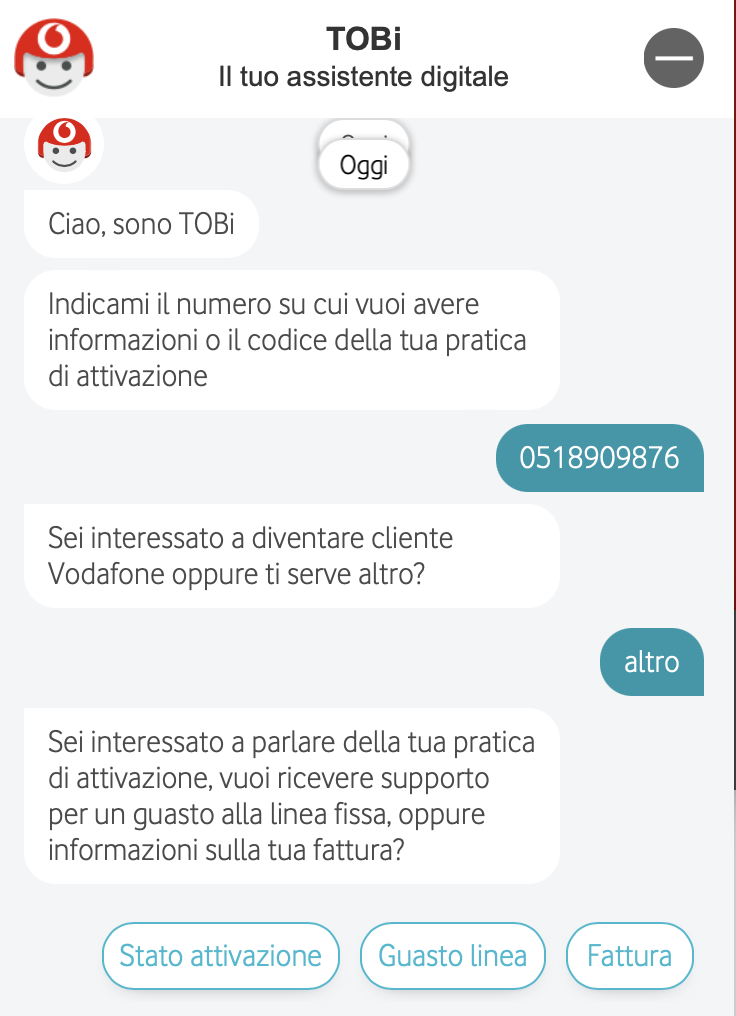 TOBi
Il tuo assistente digitale
Oggi
Ciao, sono TOBi
Indicami il numero su cui vuoi avere
informazioni o il codice della tua pratica
di attivazione
0518909876
Sei interessato a diventare cliente
Vodafone oppure ti serve altro?
altro
Sei interessato a parlare della tua pratica
di attivazione, vuoi ricevere supporto
per un guasto alla linea fissa, oppure
informazioni sulla tua fattura?
Stato attivazione
Guasto linea
Fattura